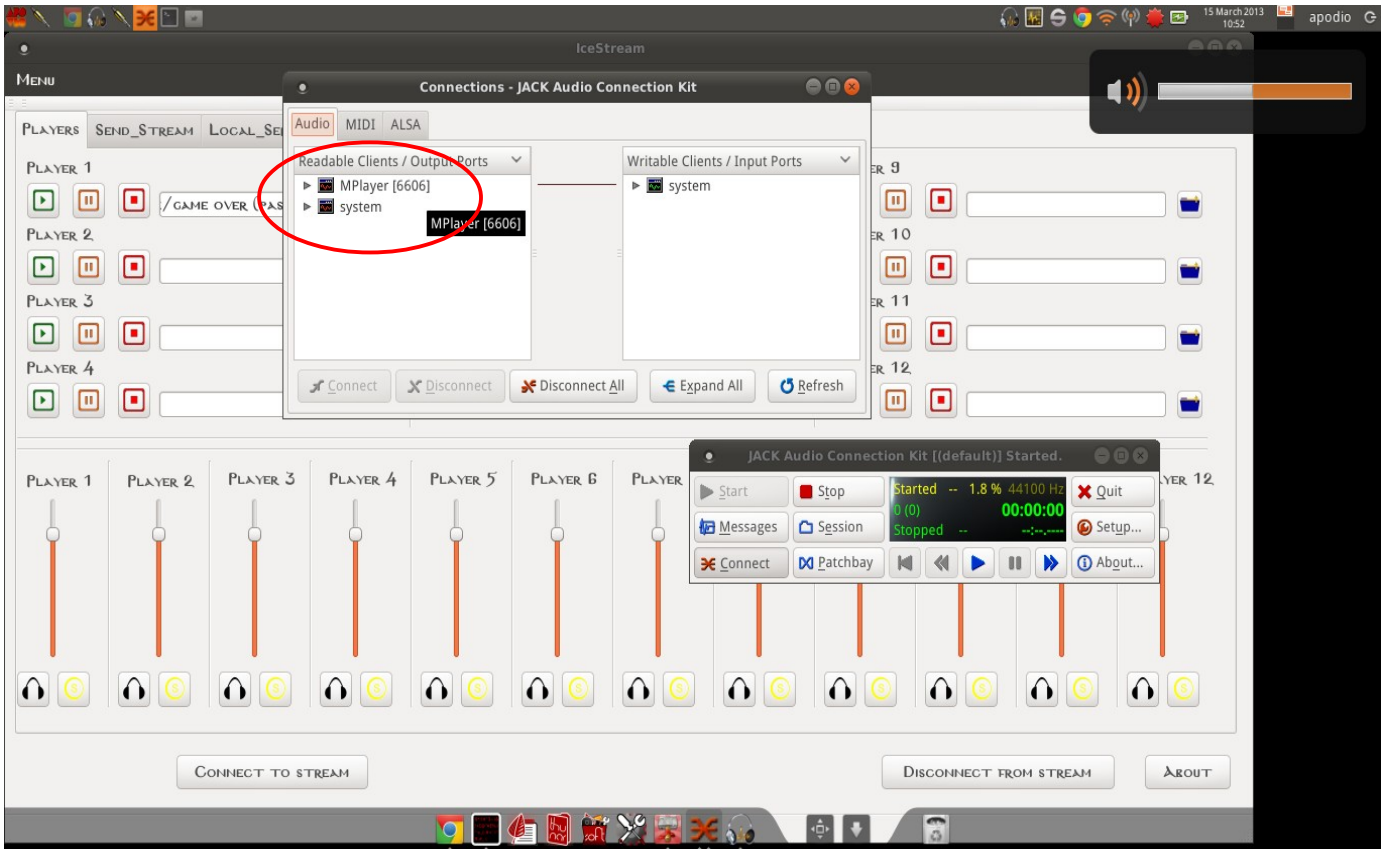 15 March 2013
10:52
apodio
IceStream
Menu
Players Send_Stream Local_Se
Player 1
/game over (pas
Player 2
Player 3
Player 4
er 9
er 10
er 11
er 12
Connections - JACK Audio Connection Kit
Audio MIDI ALSA
Readable Clients / Output Ports
MPlayer [6606]
system
MPlayer [6606]
Writable Clients / Input Ports
system
Connect Disconnect Disconnect All Expand All Refresh
JACK Audio Connection Kit [(default)] Started.
Start Stop Started -- 1.8 % 44100 Hz Quit
0 (0) 00:00:00
Messages Session Stopped -- --:--.---- Setup...
Connect Patchbay About...
Player 1 Player 2 Player 3 Player 4 Player 5 Player 6 Player yer 12
S S S S S S S S S S S S
Connect to stream Disconnect from stream About